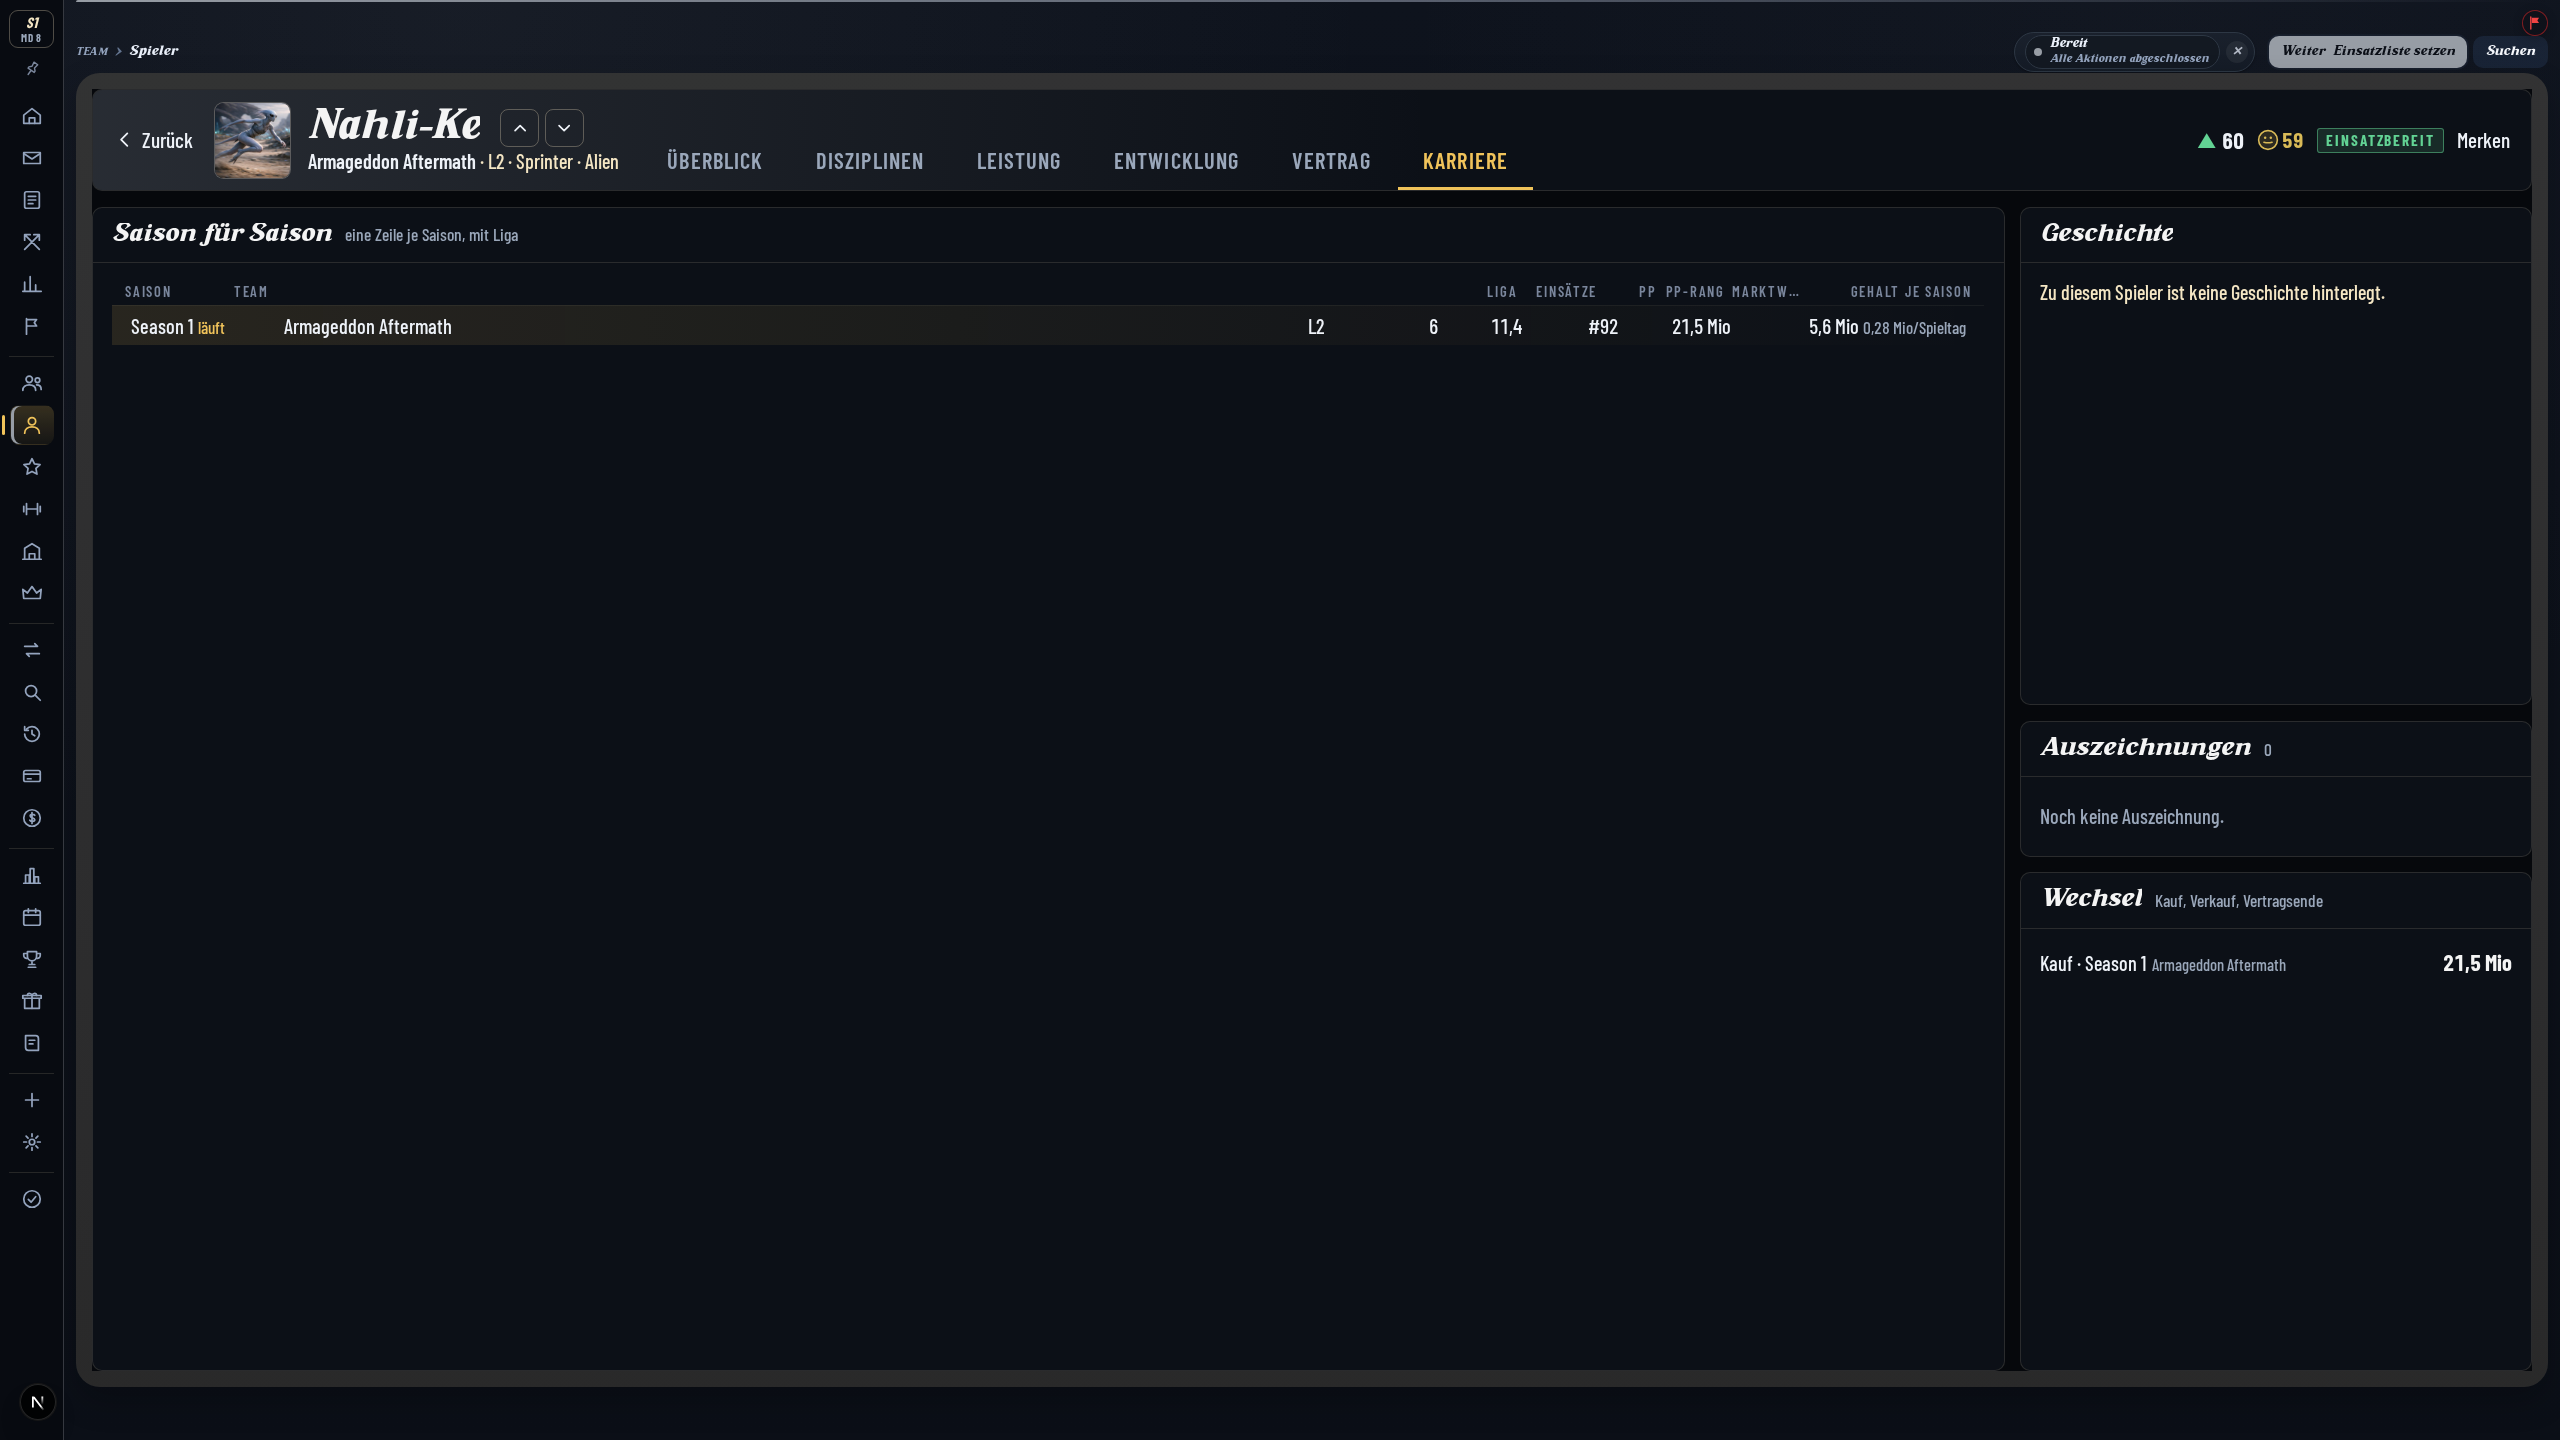 S1
MD 8
TEAM › Spieler
Bereit
Alle Aktionen abgeschlossen
Weiter Einsatzliste setzen
Suchen
Zurück
Nahli-Ke
Armageddon Aftermath · L2 · Sprinter · Alien
ÜBERBLICK
DISZIPLINEN
LEISTUNG
ENTWICKLUNG
VERTRAG
KARRIERE
60
59
EINSATZBEREIT
Merken
Saison für Saison eine Zeile je Saison, mit Liga
SAISON TEAM LIGA EINSÄTZE PP PP-RANG MARKTW… GEHALT JE SAISON
Season 1 läuft Armageddon Aftermath L2 6 11,4 #92 21,5 Mio 5,6 Mio 0,28 Mio/Spieltag
Geschichte
Zu diesem Spieler ist keine Geschichte hinterlegt.
Auszeichnungen 0
Noch keine Auszeichnung.
Wechsel Kauf, Verkauf, Vertragsende
Kauf · Season 1 Armageddon Aftermath 21,5 Mio
N